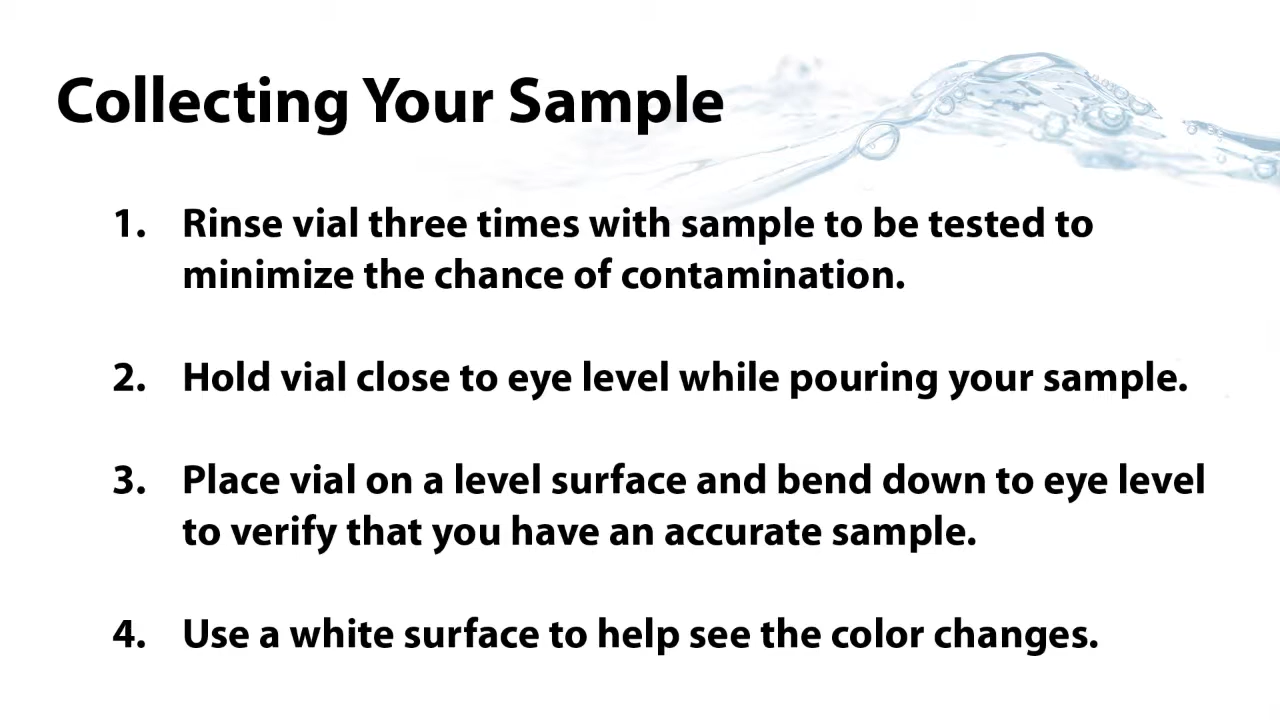 Collecting Your Sample
1. Rinse vial three times with sample to be tested to
minimize the chance of contamination.
2. Hold vial close to eye level while pouring your sample.
3. Place vial on a level surface and bend down to eye level
to verify that you have an accurate sample.
4. Use a white surface to help see the color changes.